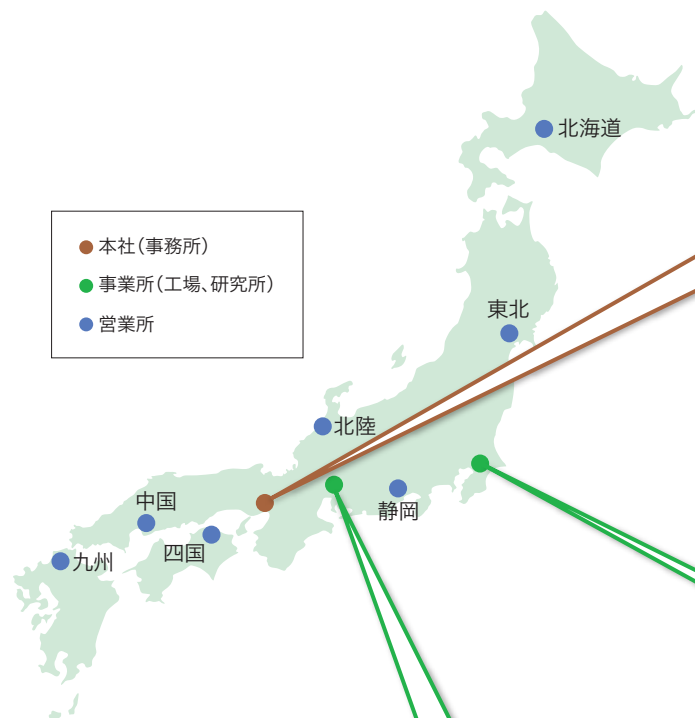 北海道
本社（事務所）
事業所（工場、研究所）
営業所
東北
北陸
静岡
中国
四国
九州